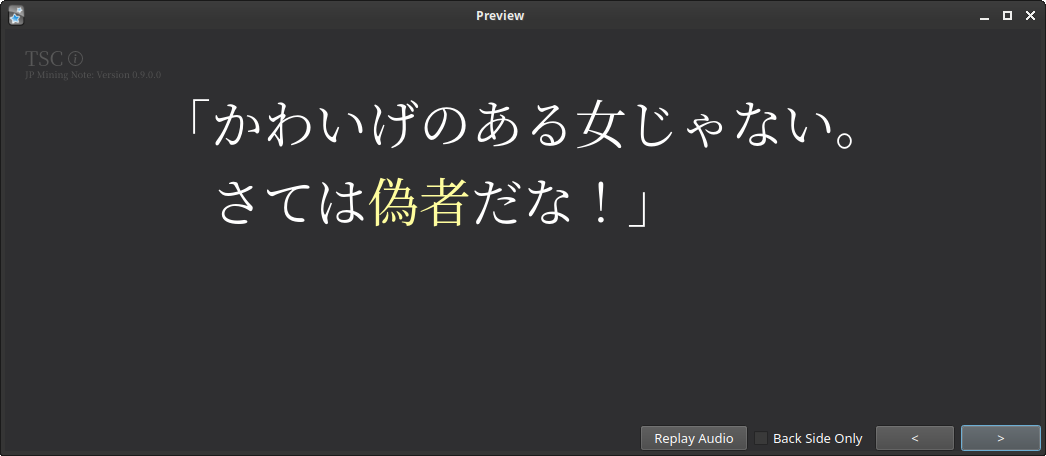 Preview
TSC
JP Mining Note: Version 0.9.0.0
「かわいげのある女じゃない。
さては偽者だな！」
Replay Audio
Back Side Only
<
>